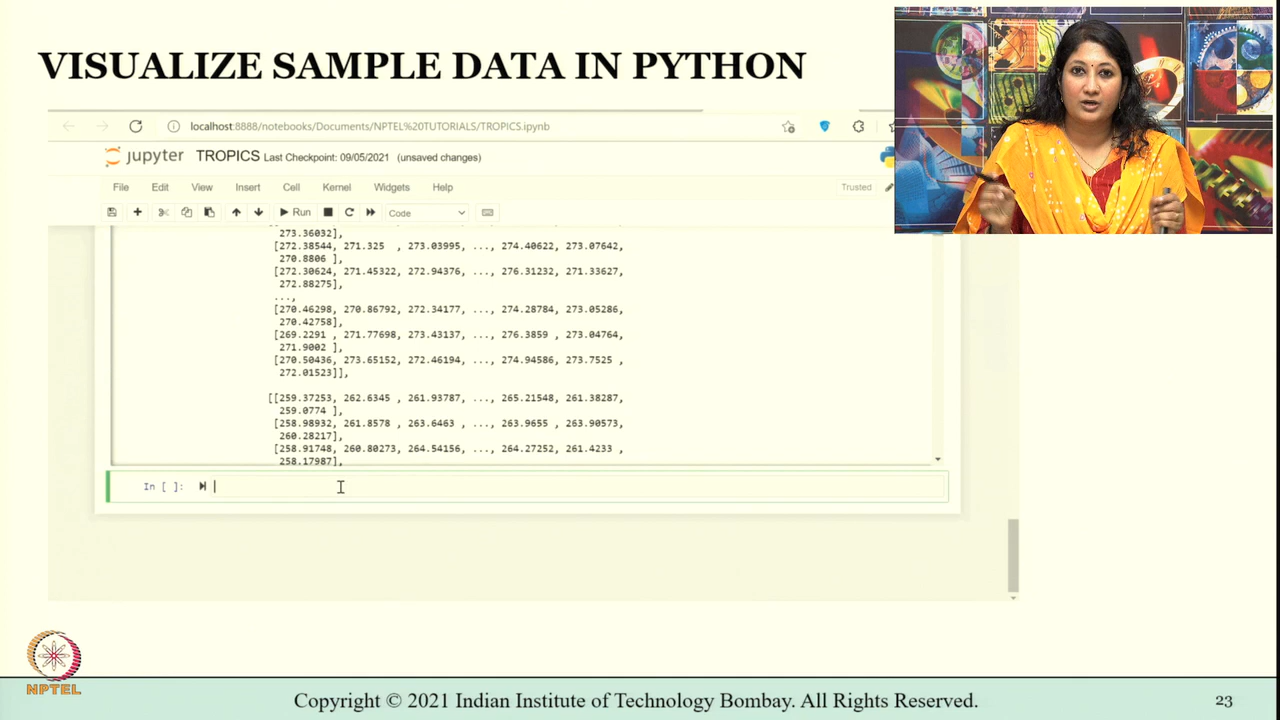 VISUALIZE SAMPLE DATA IN PYTHON
localhost:8888/notebooks/Documents/NPTEL%20TUTORIALS/TROPICS.ipynb
jupyter TROPICS Last Checkpoint: 09/05/2021 (unsaved changes)
File Edit View Insert Cell Kernel Widgets Help Trusted
Run Code
273.36032],
[272.38544, 271.325 , 273.03995, ..., 274.40622, 273.07642,
270.8806 ],
[272.30624, 271.45322, 272.94376, ..., 276.31232, 271.33627,
272.88275],
...,
[270.46298, 270.86792, 272.34177, ..., 274.28784, 273.05286,
270.42758],
[269.2291 , 271.77698, 273.43137, ..., 276.3859 , 273.04764,
271.9002 ],
[270.50436, 273.65152, 272.46194, ..., 274.94586, 273.7525 ,
272.01523]],
[[259.37253, 262.6345 , 261.93787, ..., 265.21548, 261.38287,
259.0774 ],
[258.98932, 261.8578 , 263.6463 , ..., 263.9655 , 263.90573,
260.28217],
[258.91748, 260.80273, 264.54156, ..., 264.27252, 261.4233 ,
258.17987],
In [ ]:
NPTEL
Copyright © 2021 Indian Institute of Technology Bombay. All Rights Reserved.
23